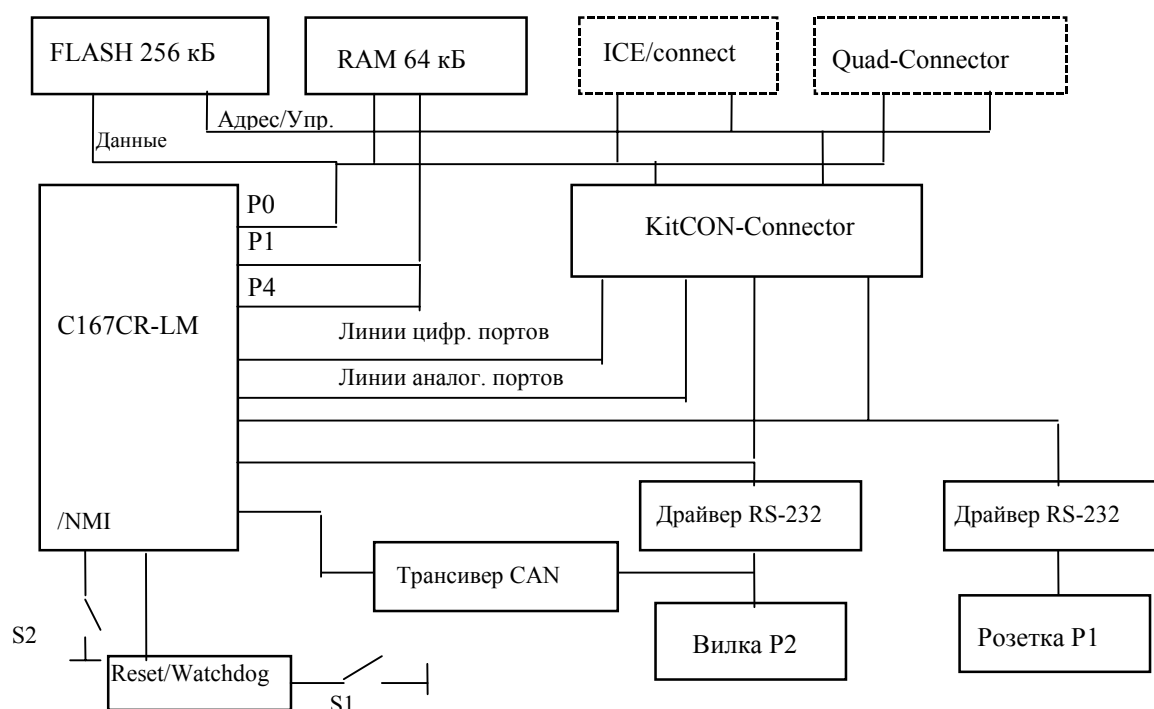 FLASH 256 кБ
RAM 64 кБ
ICE/connect
Quad-Connector
Адрес/Упр.
Данные
P0
P1
P4
KitCON-Connector
C167CR-LM
Линии цифр. портов
Линии аналог. портов
/NMI
Драйвер RS-232
Драйвер RS-232
Трансивер CAN
S2
Вилка P2
Розетка P1
Reset/Watchdog
S1